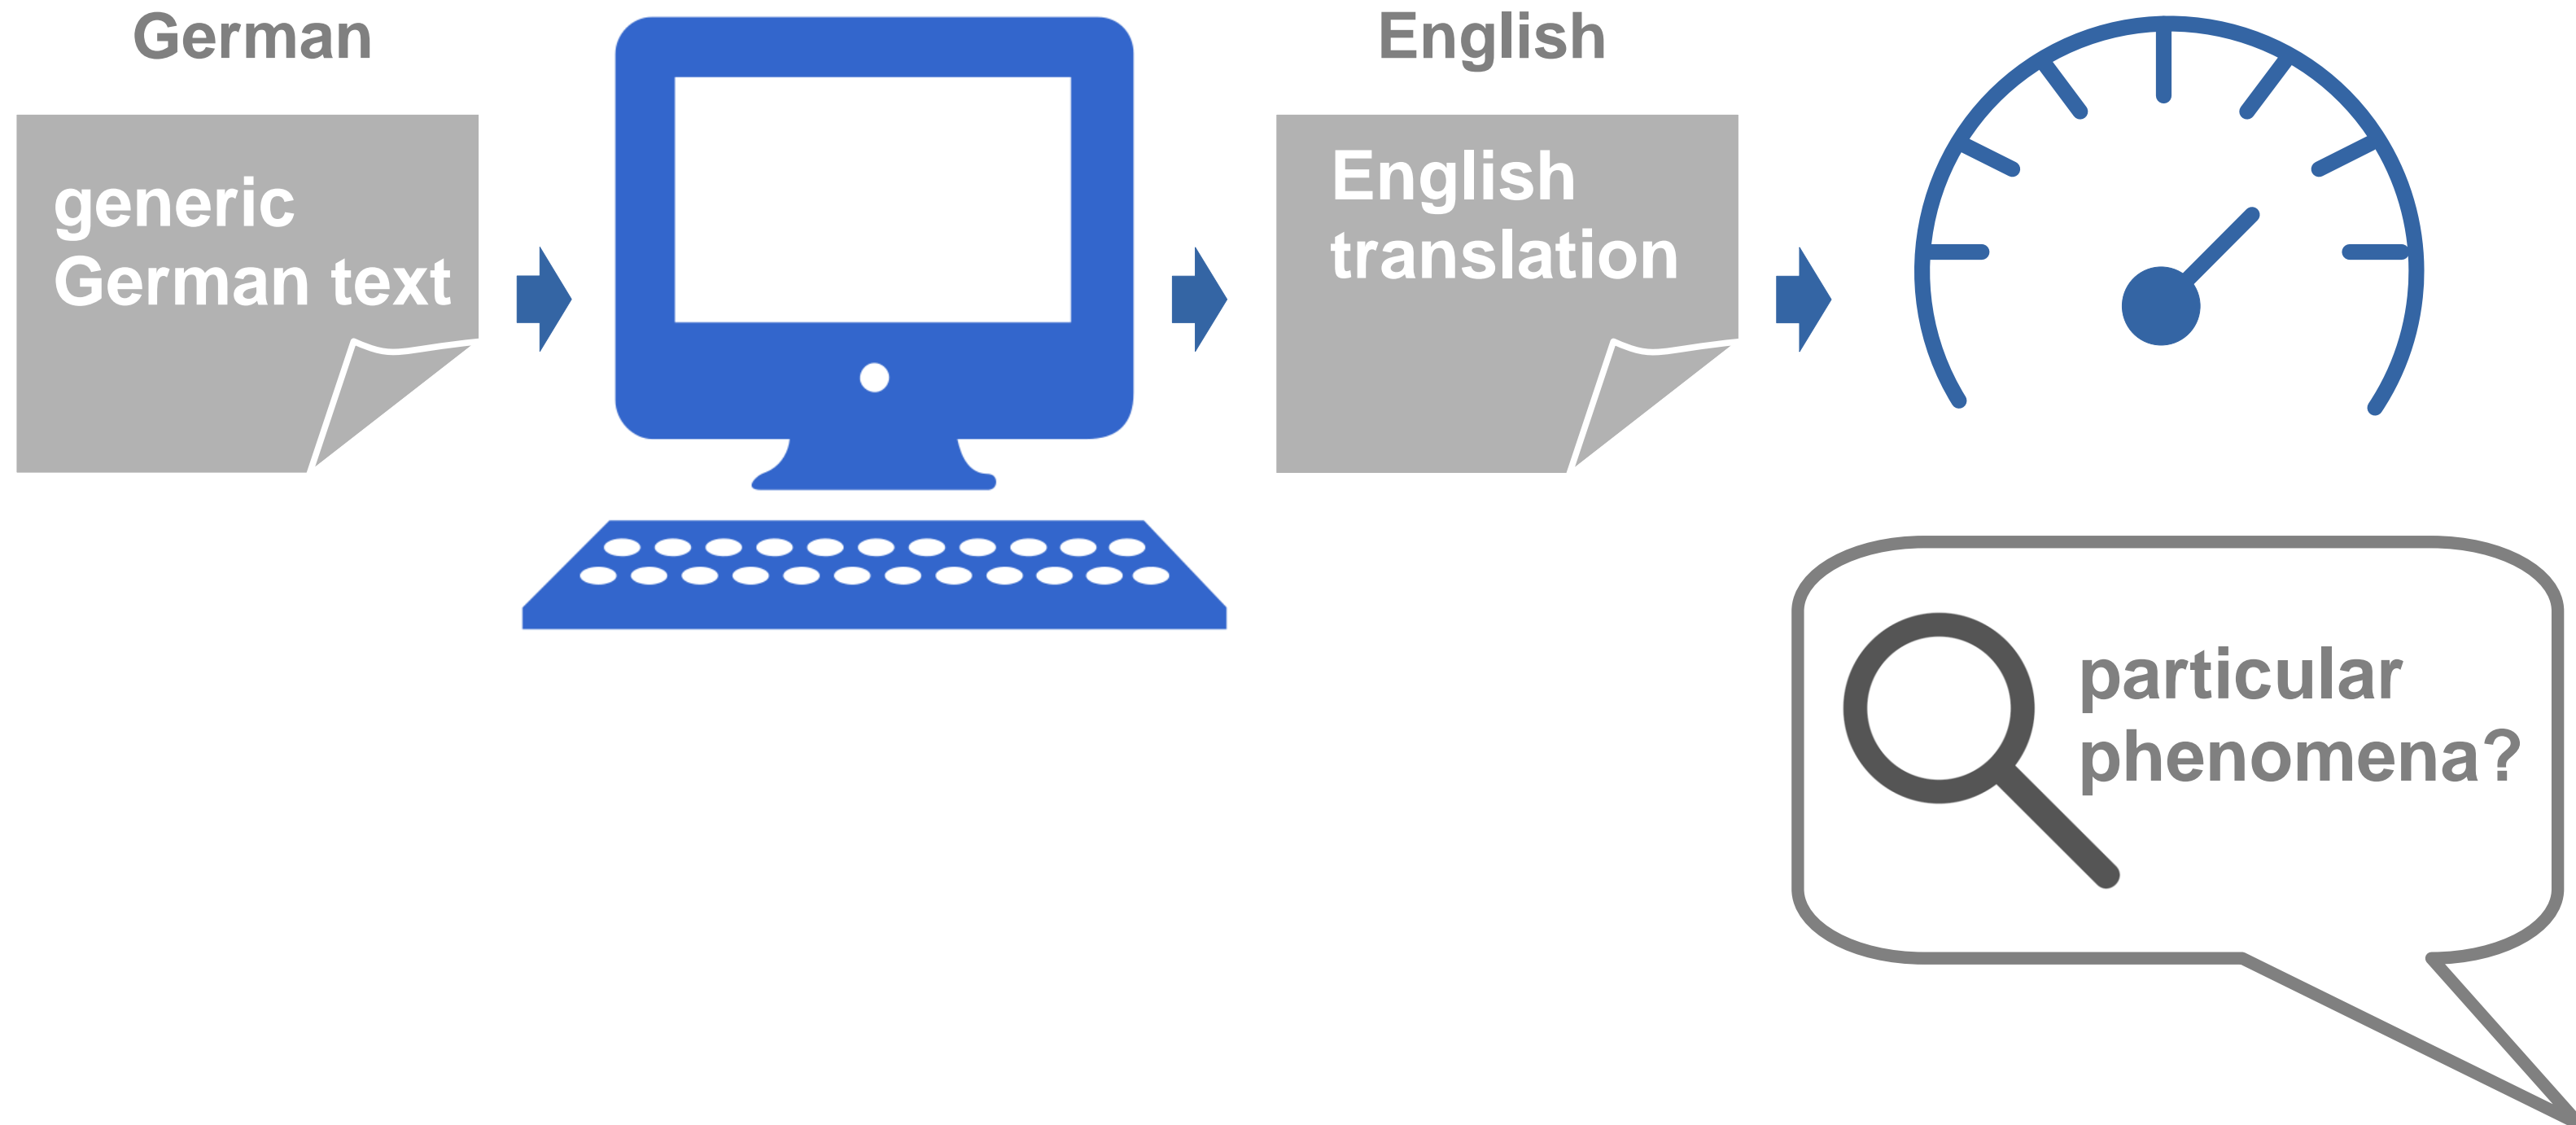 German
generic
German text
English
English
translation
particular
phenomena?